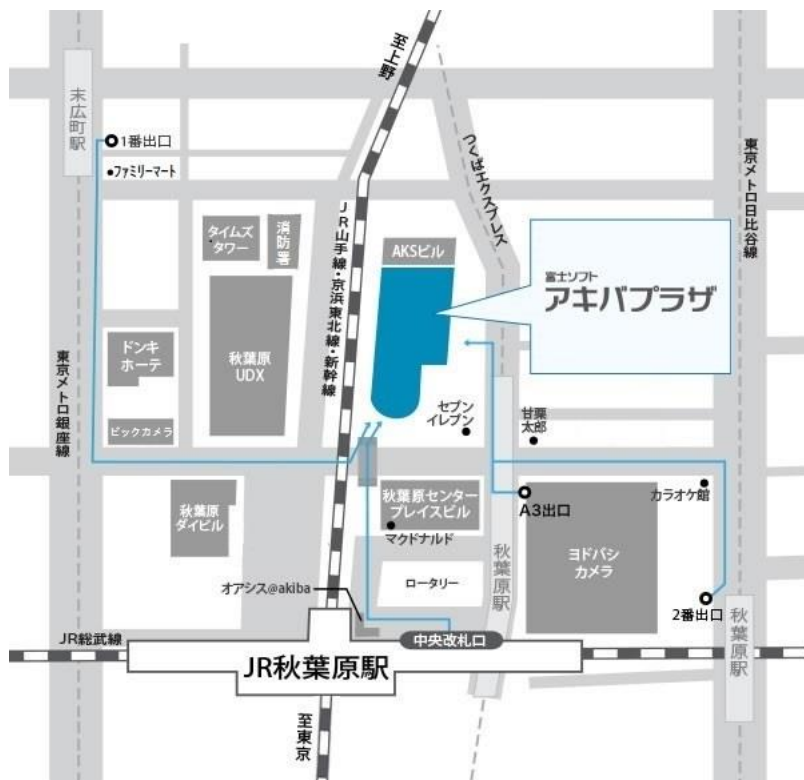 至上野
末広町駅
1番出口
•ファミリーマート
つくばエクスプレス
東京メトロ日比谷線
タイムズ
タワー
消防署
JR山手線・京浜東北線・新幹線
AKSビル
富士ソフト
アキバプラザ
ドンキ
ホーテ
秋葉原
UDX
東京メトロ銀座線
ビックカメラ
セブン
イレブン
甘栗
太郎
秋葉原
ダイビル
秋葉原センター
プレイスビル
マクドナルド
A3出口
カラオケ館
ヨドバシ
カメラ
秋葉原駅
オアシス@akiba
ロータリー
2番出口
秋葉原駅
JR総武線
中央改札口
JR秋葉原駅
至東京